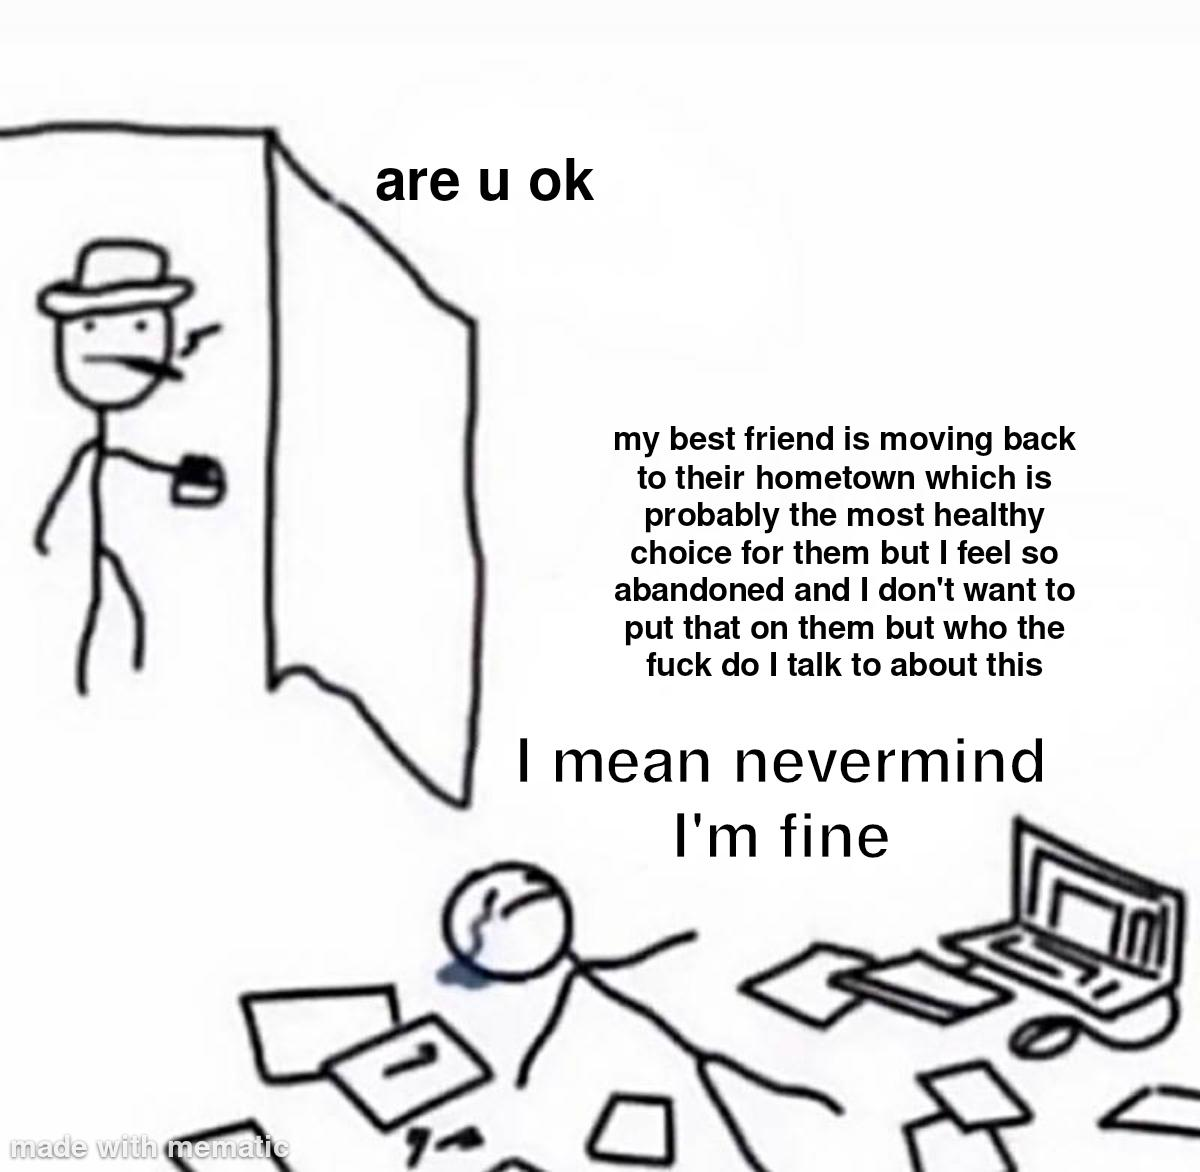 are u ok
my best friend is moving back
to their hometown which is
probably the most healthy
choice for them but I feel so
abandoned and I don't want to
put that on them but who the
fuck do I talk to about this
I mean nevermind
I'm fine
made with mematic